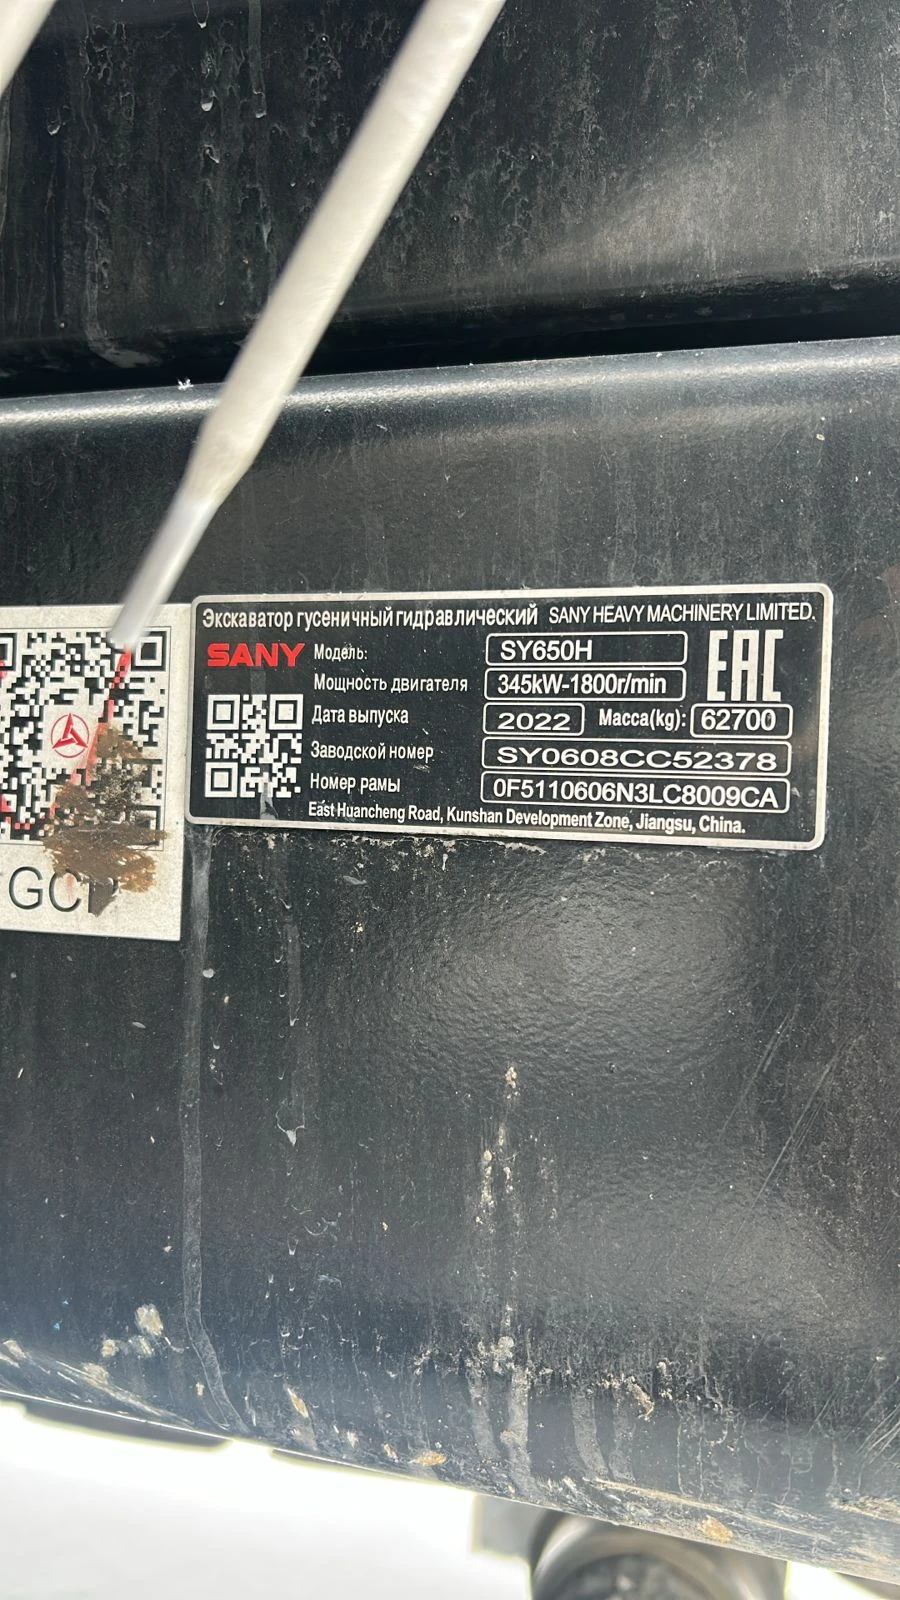 Экскаватор гусеничный гидравлический SANY HEAVY MACHINERY LIMITED.
SANY Модель: SY650H EAC
Мощность двигателя 345kW-1800r/min
Дата выпуска 2022 Масса(kg): 62700
Заводской номер SY0608CC52378
Номер рамы 0F5110606N3LC8009CA
East Huancheng Road, Kunshan Development Zone, Jiangsu, China.